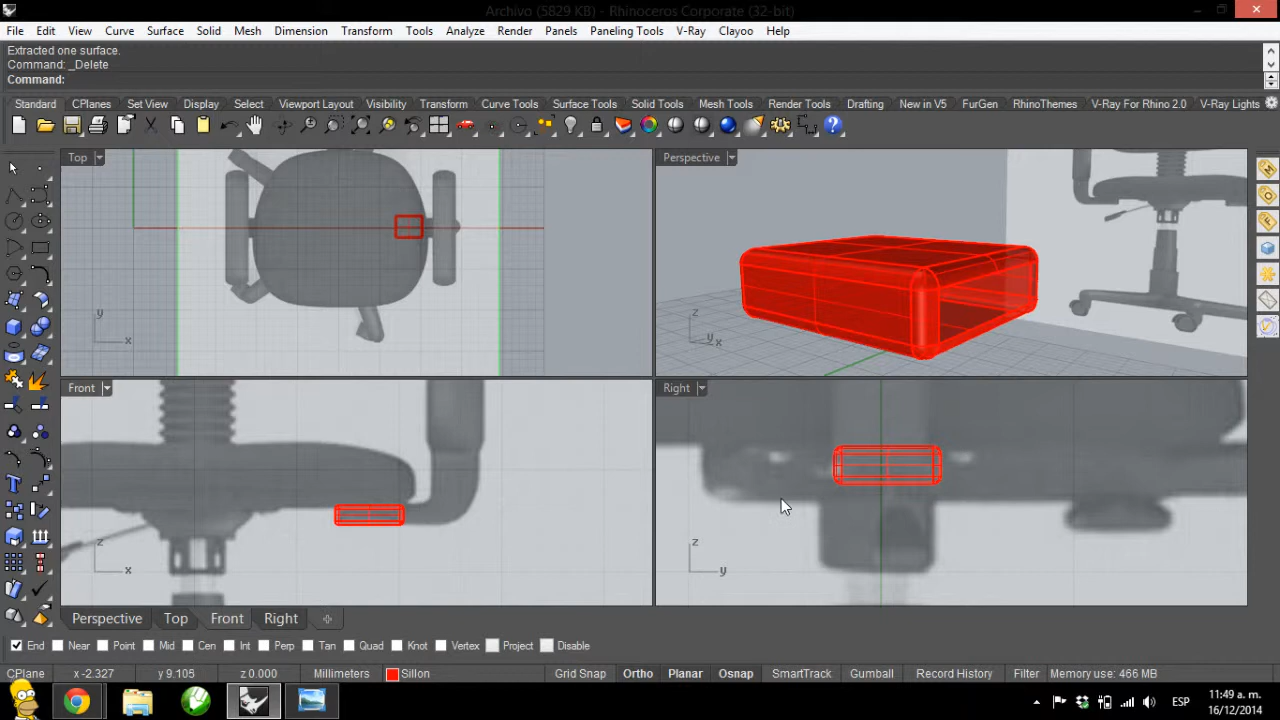 Archivo (5829 KB) - Rhinoceros Corporate (32-bit)
File Edit View Curve Surface Solid Mesh Dimension Transform Tools Analyze Render Panels Paneling Tools V-Ray Clayoo Help
Extracted one surface.
Command: _Delete
Command:
Standard CPlanes Set View Display Select Viewport Layout Visibility Transform Curve Tools Surface Tools Solid Tools Mesh Tools Render Tools Drafting New in V5 FurGen RhinoThemes V-Ray For Rhino 2.0 V-Ray Lights
Top
Perspective
y
x
z
y
x
Front
Right
z
x
z
y
Perspective Top Front Right
End Near Point Mid Cen Int Perp Tan Quad Knot Vertex Project Disable
CPlane x -2.327 y 9.105 z 0.000 Millimeters Sillon Grid Snap Ortho Planar Osnap SmartTrack Gumball Record History Filter Memory use: 466 MB
ESP
11:49 a. m.
16/12/2014